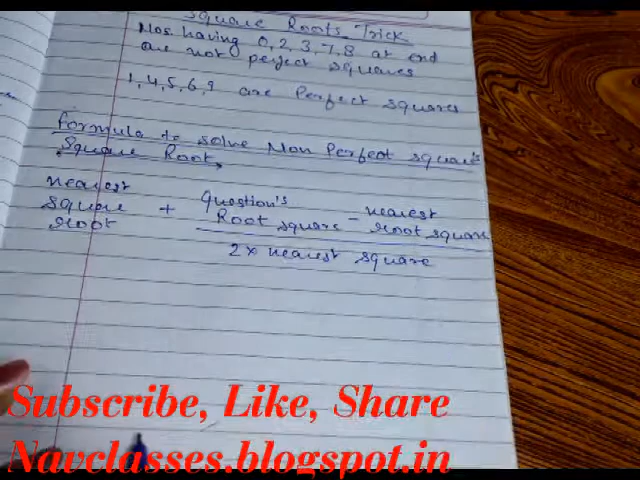 Square Roots Trick
Nos having 0, 2, 3, 7, 8 at end
are not perfect squares
1, 4, 5, 6, 9 are Perfect squares
Formula to solve Non Perfect square's
Square Root
nearest square root + Question's Root square - nearest root square
2x nearest square
Subscribe, Like, Share
Navclasses.blogspot.in